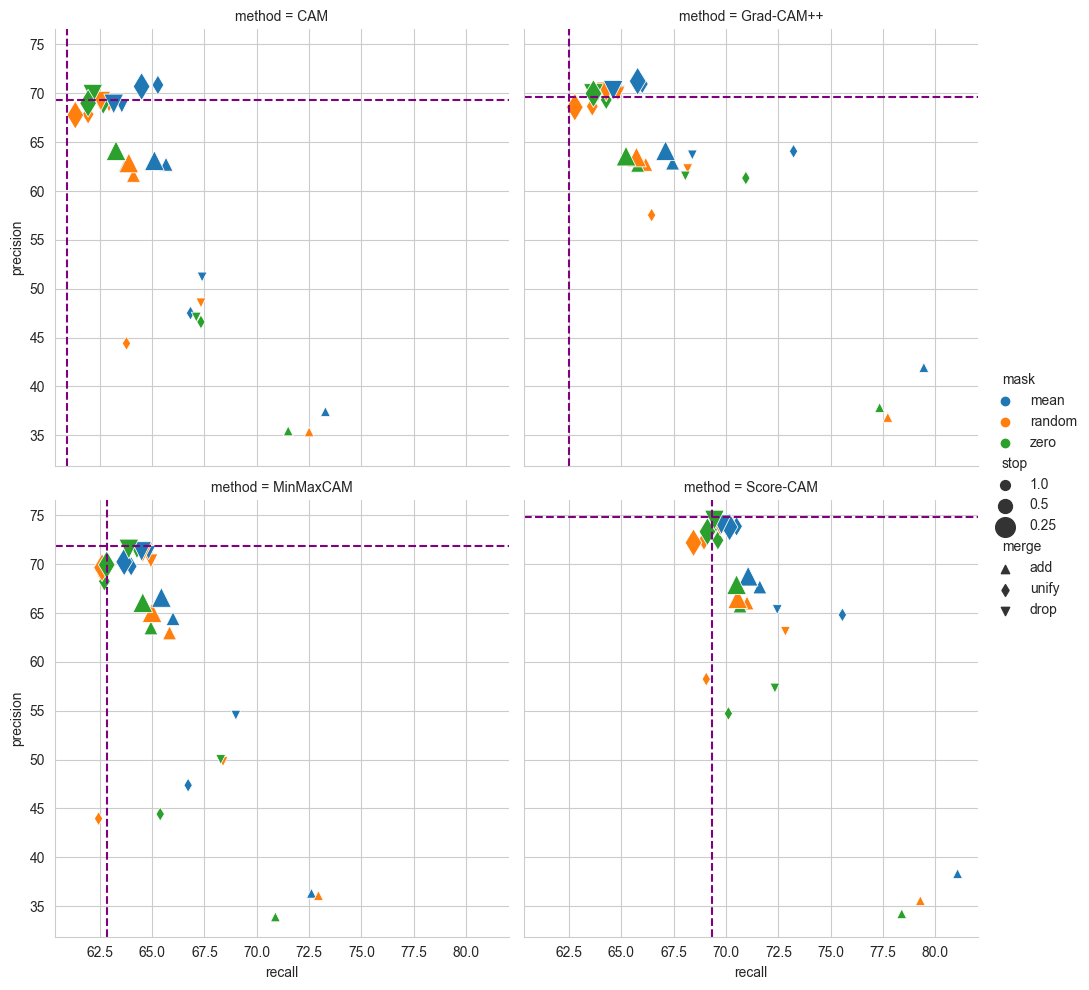 method = CAM
method = Grad-CAM++
75
70
65
60
55
50
45
40
35
precision
method = MinMaxCAM
method = Score-CAM
75
70
65
60
55
50
45
40
35
precision
62.5 65.0 67.5 70.0 72.5 75.0 77.5 80.0
recall
62.5 65.0 67.5 70.0 72.5 75.0 77.5 80.0
recall
mask
mean
random
zero
stop
1.0
0.5
0.25
merge
add
unify
drop